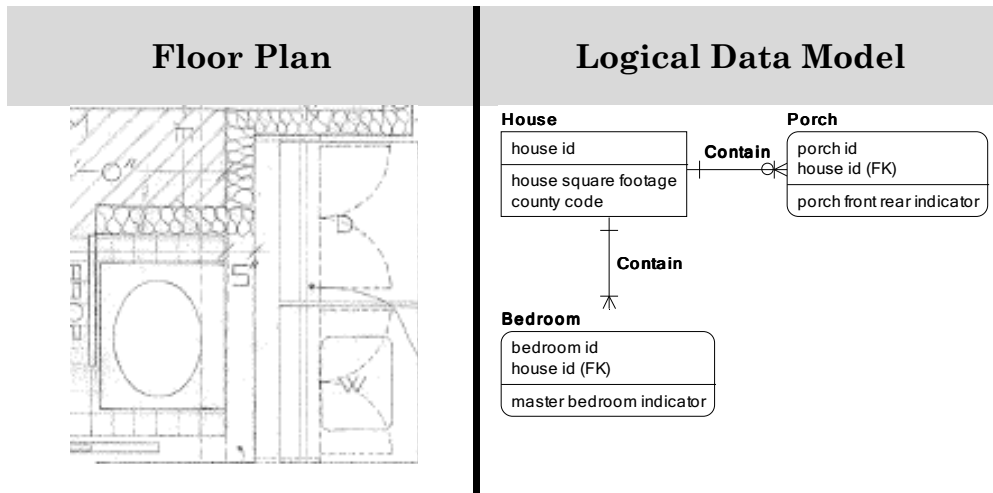 Floor Plan
Logical Data Model
D
S"
W
House
house id
house square footage
county code
Contain
Porch
porch id
house id (FK)
porch front rear indicator
Contain
Bedroom
bedroom id
house id (FK)
master bedroom indicator